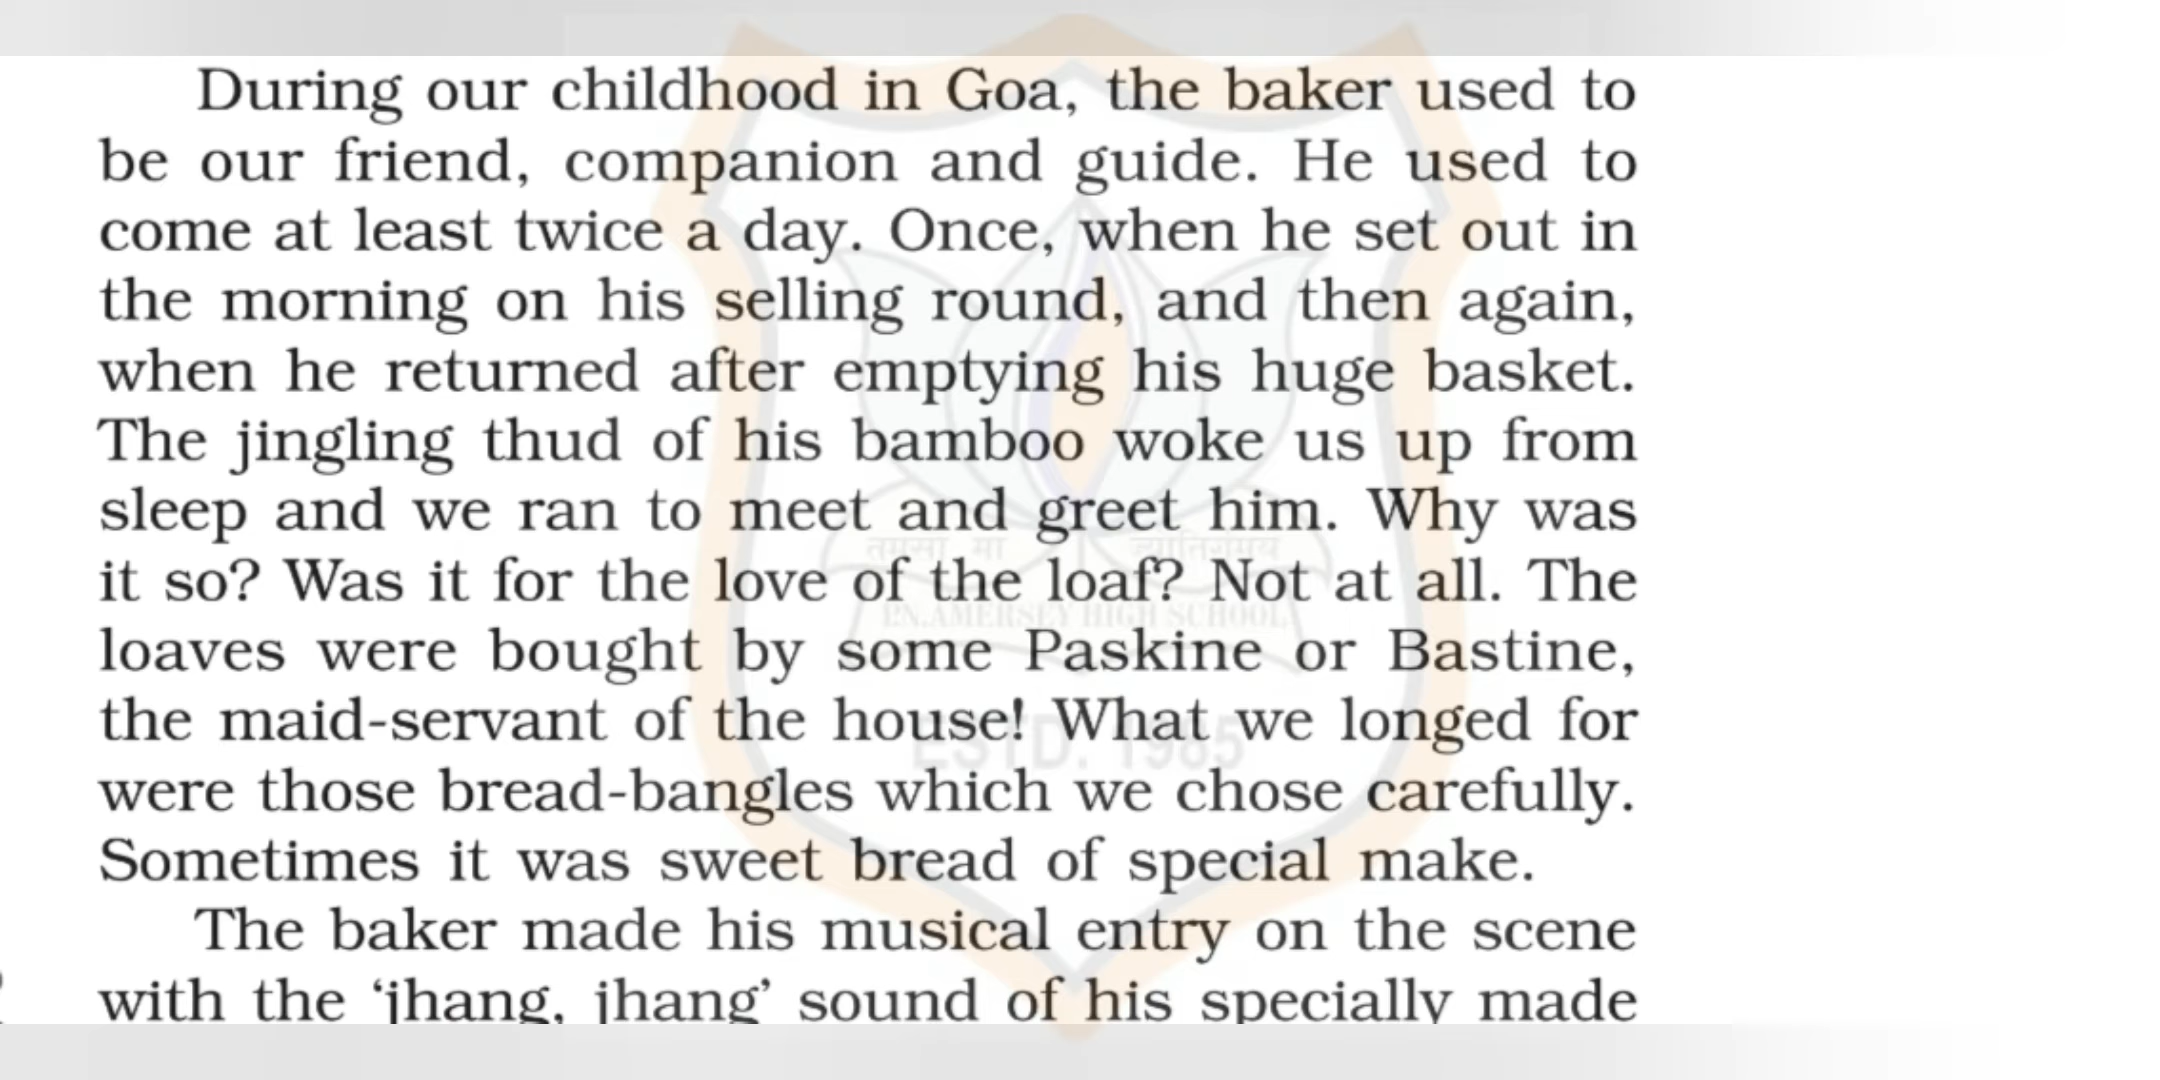 During our childhood in Goa, the baker used to
be our friend, companion and guide. He used to
come at least twice a day. Once, when he set out in
the morning on his selling round, and then again,
when he returned after emptying his huge basket.
The jingling thud of his bamboo woke us up from
sleep and we ran to meet and greet him. Why was
it so? Was it for the love of the loaf? Not at all. The
loaves were bought by some Paskine or Bastine,
the maid-servant of the house! What we longed for
were those bread-bangles which we chose carefully.
Sometimes it was sweet bread of special make.
The baker made his musical entry on the scene
with the ‘jhang, jhang’ sound of his specially made
तमसो मा ज्योतिर्गमय
P.N.AMERSEY HIGH SCHOOL
ESTD. 1985